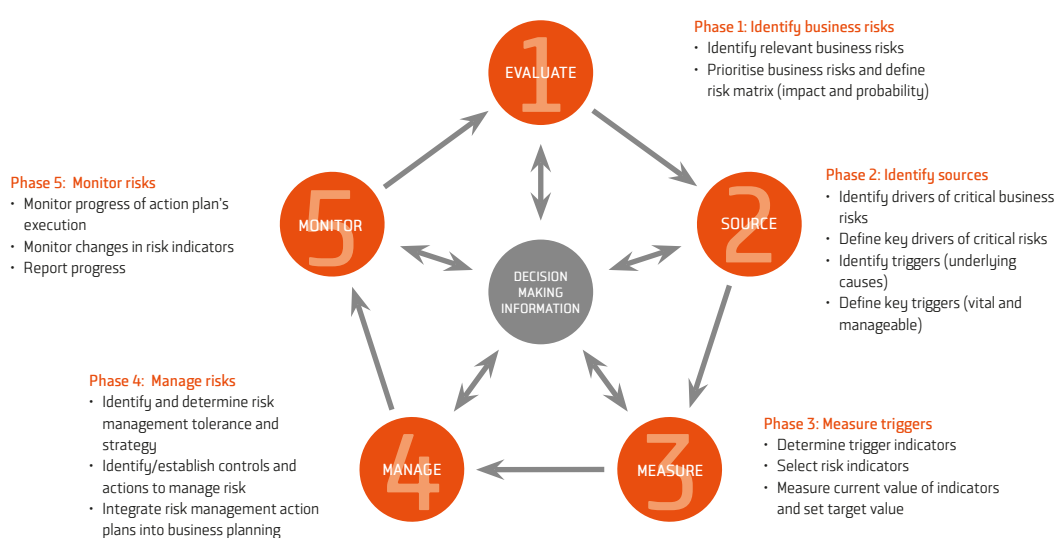 1
EVALUATE
Phase 1: Identify business risks
• Identify relevant business risks
• Prioritise business risks and define
risk matrix (impact and probability)
2
SOURCE
Phase 2: Identify sources
• Identify drivers of critical business
risks
• Define key drivers of critical risks
• Identify triggers (underlying
causes)
• Define key triggers (vital and
manageable)
3
MEASURE
Phase 3: Measure triggers
• Determine trigger indicators
• Select risk indicators
• Measure current value of indicators
and set target value
4
MANAGE
Phase 4: Manage risks
• Identify and determine risk
management tolerance and
strategy
• Identify/establish controls and
actions to manage risk
• Integrate risk management action
plans into business planning
5
MONITOR
Phase 5: Monitor risks
• Monitor progress of action plan's
execution
• Monitor changes in risk indicators
• Report progress
DECISION
MAKING
INFORMATION